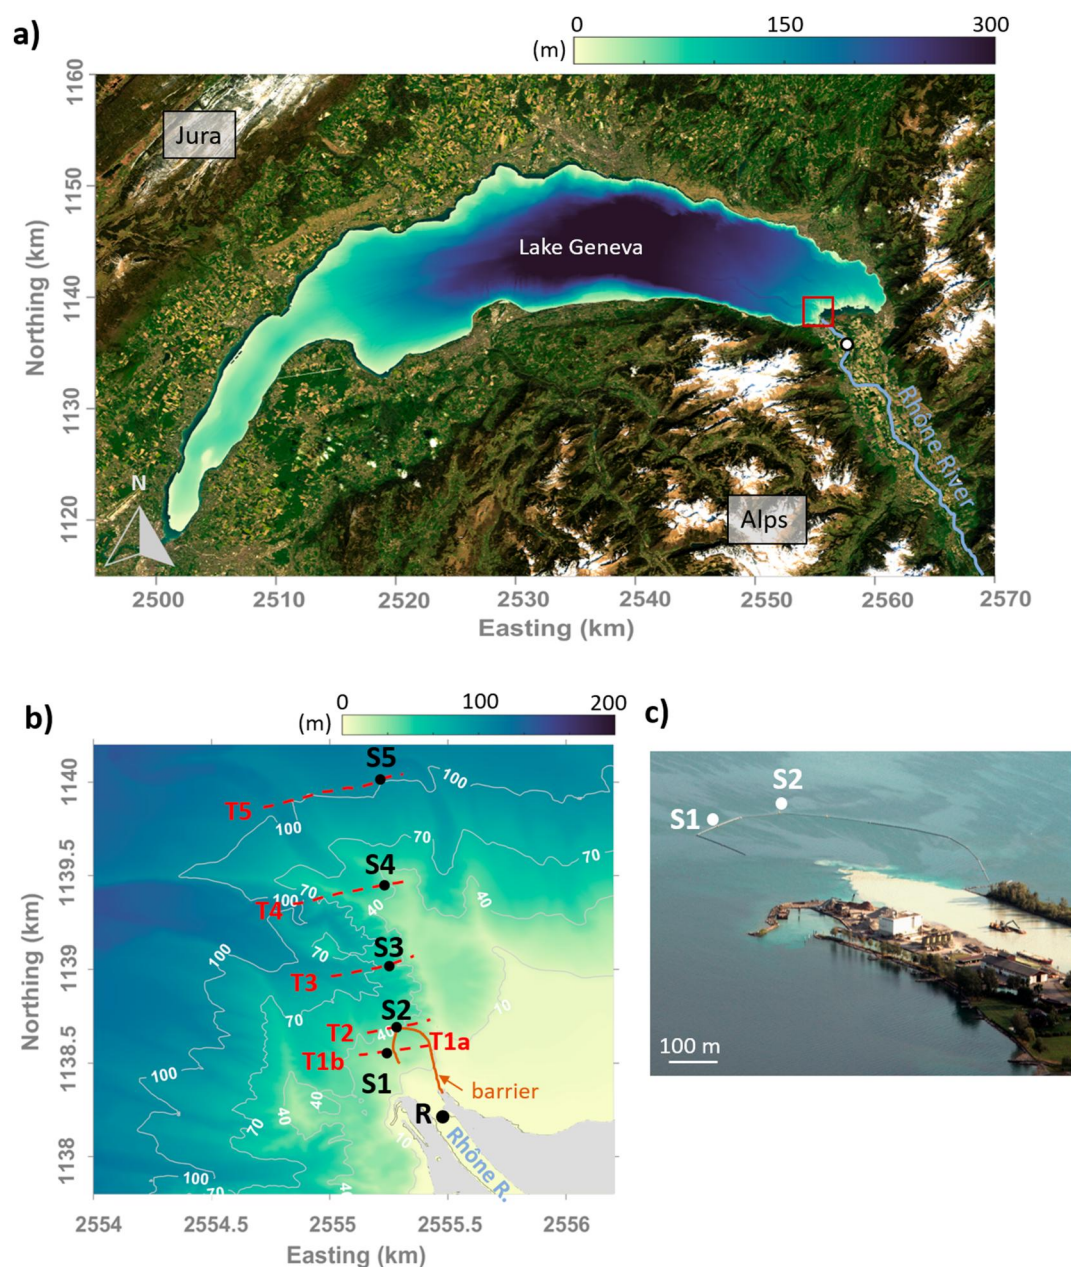 a)
0 150 300
(m)
1160
1150
1140
1130
1120
Northing (km)
Jura
Lake Geneva
Rhône River
Alps
N
2500 2510 2520 2530 2540 2550 2560 2570
Easting (km)
b)
0 100 200
(m)
1140
1139.5
1139
1138.5
1138
Northing (km)
S5
100
T5
100
70
70
S4
100
70
40
40
T4
S3
100
T3
70
10
S2
T2
40
T1a
T1b
S1
100
barrier
40
40
70
R
10
Rhône R.
100
70
40
2554 2554.5 2555 2555.5 2556
Easting (km)
c)
S2
S1
100 m